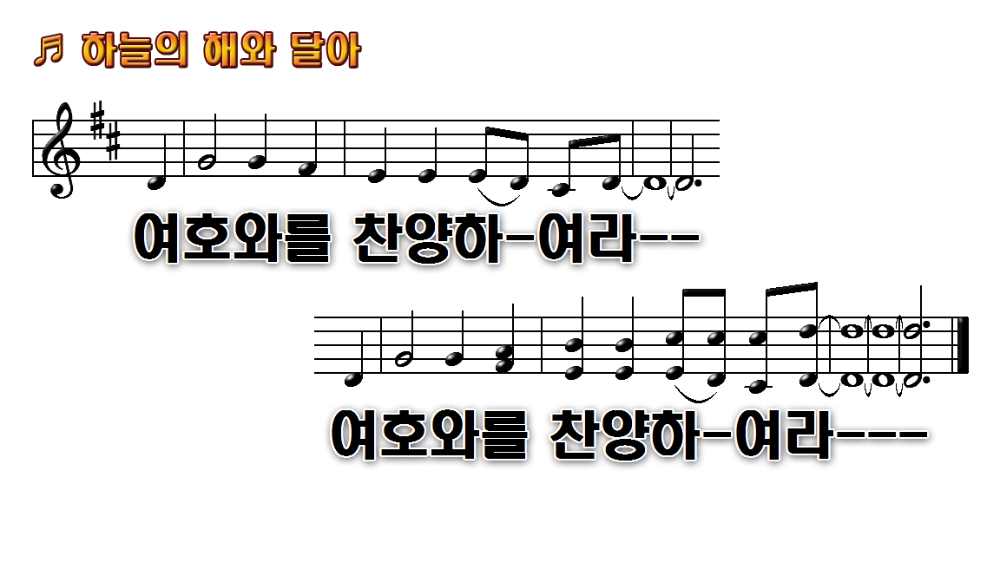 ♬ 하늘의 해와 달아
여호와를 찬양하-여라--
여호와를 찬양하-여라---